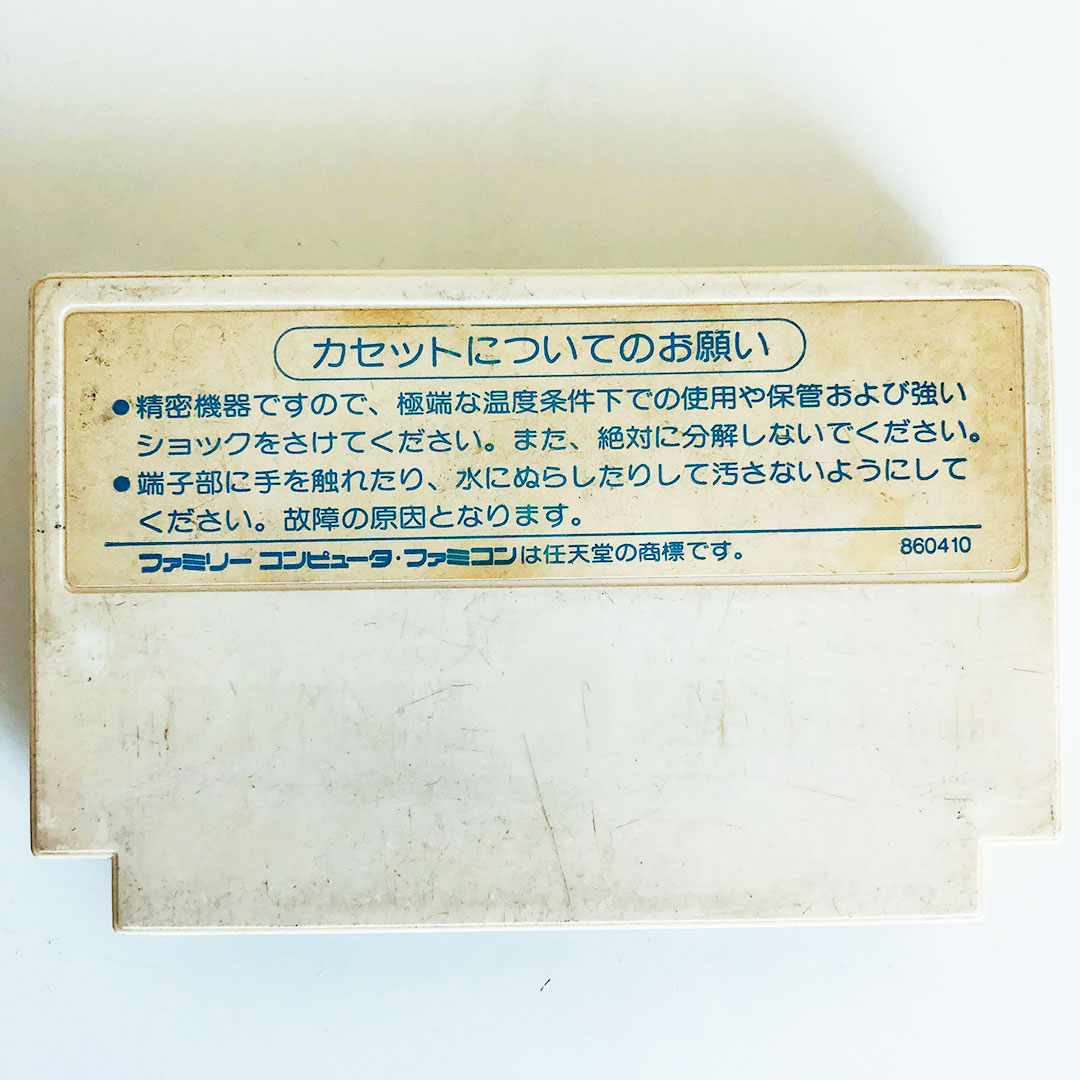 カセットについてのお願い
●精密機器ですので、極端な温度条件下での使用や保管および強い
ショックをさけてください。また、絶対に分解しないでください。
●端子部に手を触れたり、水にぬらしたりして汚さないようにして
ください。故障の原因となります。
ファミリーコンピュータ・ファミコンは任天堂の商標です。 860410